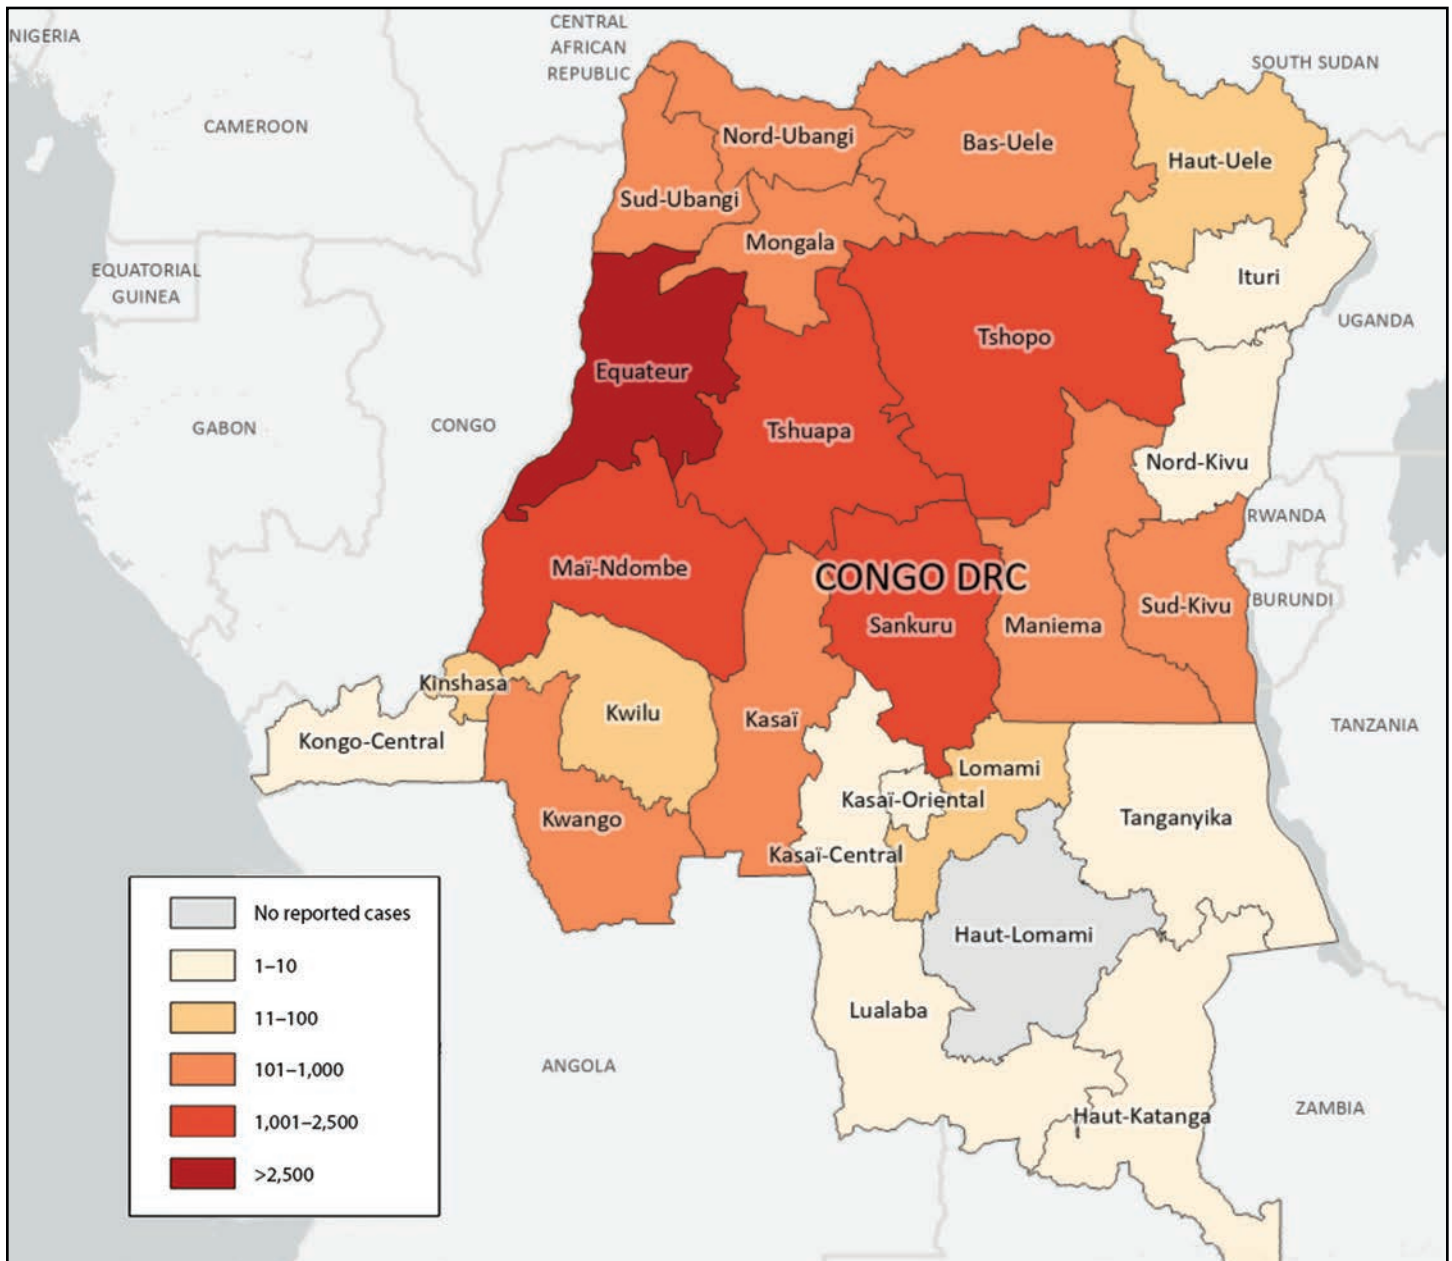 NIGERIA
CENTRAL
AFRICAN
REPUBLIC
SOUTH SUDAN
CAMEROON
Nord-Ubangi
Bas-Uele
Haut-Uele
Sud-Ubangi
Mongala
EQUATORIAL
GUINEA
Ituri
UGANDA
Tshopo
Equateur
GABON
CONGO
Tshuapa
Nord-Kivu
RWANDA
Maï-Ndombe
CONGO DRC
BURUNDI
Sud-Kivu
Sankuru
Maniema
Kinshasa
Kwilu
Kasaï
TANZANIA
Kongo-Central
Lomami
Kasaï-Oriental
Kwango
Tanganyika
Kasaï-Central
Haut-Lomami
Lualaba
ANGOLA
Haut-Katanga
ZAMBIA
No reported cases
1–10
11–100
101–1,000
1,001–2,500
>2,500